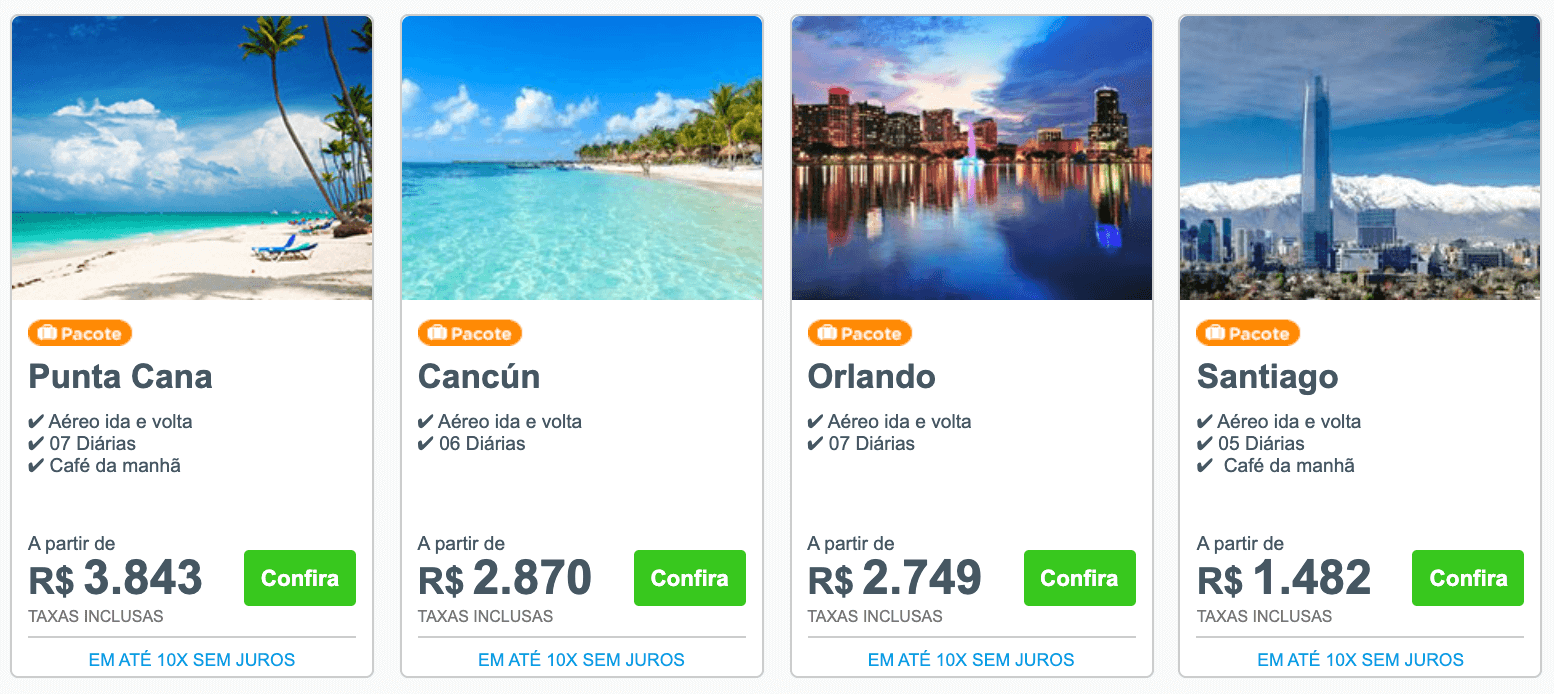 Pacote
Punta Cana
✔ Aéreo ida e volta
✔ 07 Diárias
✔ Café da manhã
A partir de
R$ 3.843
Confira
TAXAS INCLUSAS
EM ATÉ 10X SEM JUROS
Pacote
Cancún
✔ Aéreo ida e volta
✔ 06 Diárias
A partir de
R$ 2.870
Confira
TAXAS INCLUSAS
EM ATÉ 10X SEM JUROS
Pacote
Orlando
✔ Aéreo ida e volta
✔ 07 Diárias
A partir de
R$ 2.749
Confira
TAXAS INCLUSAS
EM ATÉ 10X SEM JUROS
Pacote
Santiago
✔ Aéreo ida e volta
✔ 05 Diárias
✔ Café da manhã
A partir de
R$ 1.482
Confira
TAXAS INCLUSAS
EM ATÉ 10X SEM JUROS